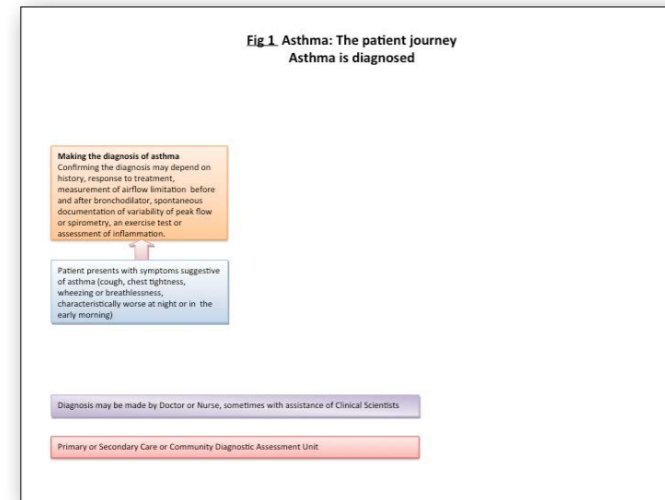 Fig 1 Asthma: The patient journey
Asthma is diagnosed
Making the diagnosis of asthma
Confirming the diagnosis may depend on
history, response to treatment,
measurement of airflow limitation before
and after bronchodilator, spontaneous
documentation of variability of peak flow
or spirometry, an exercise test or
assessment of inflammation.
Patient presents with symptoms suggestive
of asthma (cough, chest tightness,
wheezing or breathlessness,
characteristically worse at night or in the
early morning)
Diagnosis may be made by Doctor or Nurse, sometimes with assistance of Clinical Scientists
Primary or Secondary Care or Community Diagnostic Assessment Unit